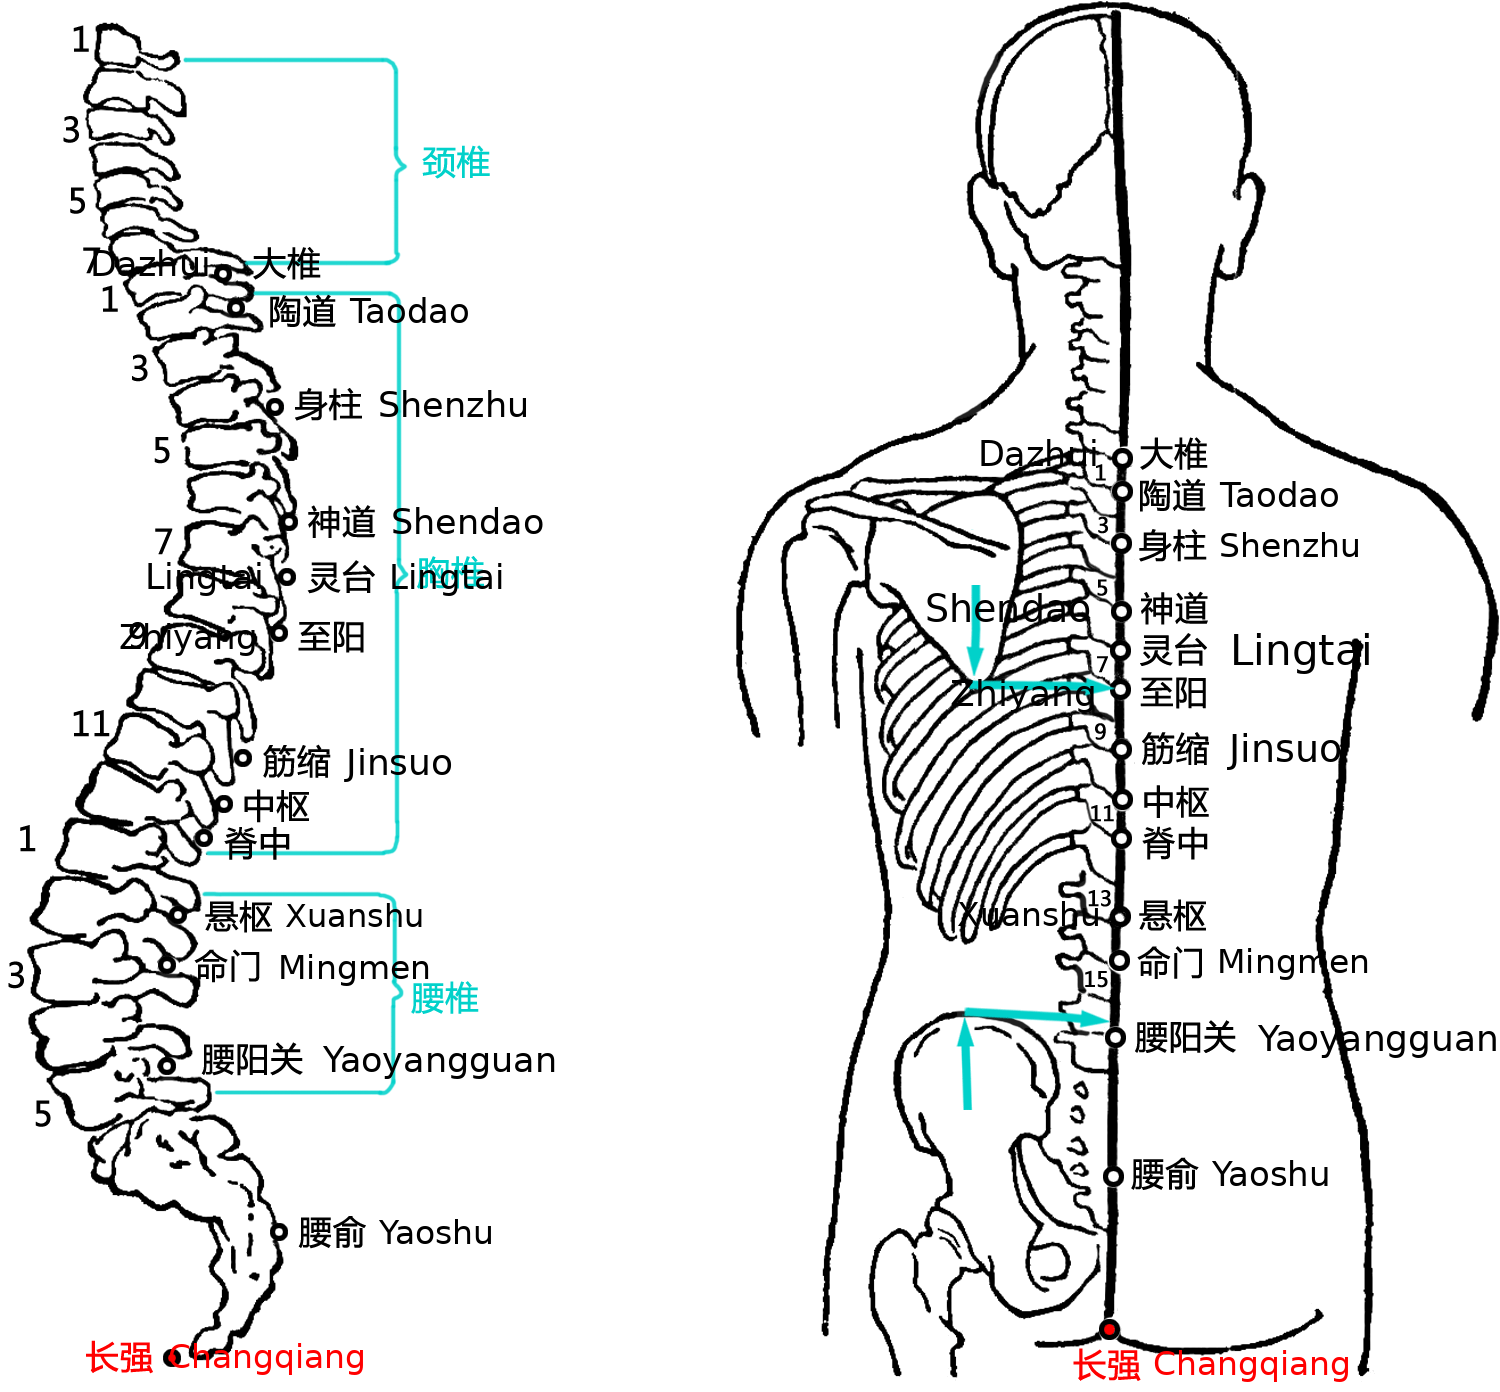 1
3
颈椎
5
7
Dazhui 大椎
1
陶道 Taodao
3
身柱 Shenzhu
5
神道 Shendao
7
胸椎
Lingtai 灵台 Lingtai
9
Zhiyang 至阳
11
筋缩 Jinsuo
中枢
1
脊中
悬枢 Xuanshu
3
命门 Mingmen
腰椎
腰阳关 Yaoyangguan
5
腰俞 Yaoshu
长强 Changqiang
Dazhui 大椎
1
陶道 Taodao
3
身柱 Shenzhu
5
Shendao 神道
灵台 Lingtai
7
Zhiyang 至阳
9
筋缩 Jinsuo
中枢
11
脊中
13
Xuanshu 悬枢
命门 Mingmen
15
腰阳关 Yaoyangguan
腰俞 Yaoshu
长强 Changqiang